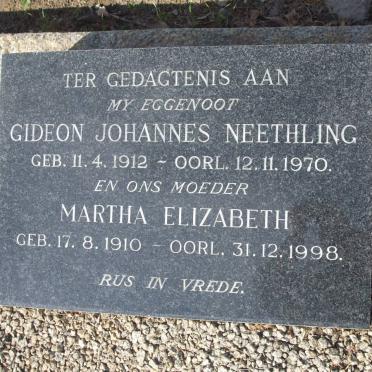 TER GEDAGTENIS AAN
MY EGGENOOT
GIDEON JOHANNES NEETHLING
GEB. 11.4.1912 - OORL. 12.11.1970.
EN ONS MOEDER
MARTHA ELIZABETH
GEB. 17.8.1910 - OORL. 31.12.1998.
RUS IN VREDE.